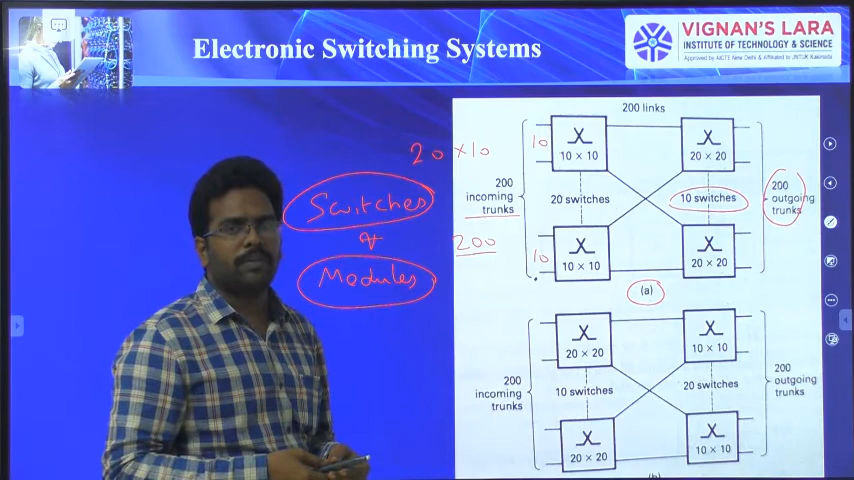 Electronic Switching Systems
VIGNAN'S LARA
INSTITUTE OF TECHNOLOGY & SCIENCE
Approved by AICTE New Delhi & Affiliated to JNTUK Kakinada
20 × 10
Switches
&
Modules
200
200 links
10
10 × 10
20 × 20
200
incoming
trunks
20 switches
10 switches
200
outgoing
trunks
10
10 × 10
20 × 20
(a)
20 × 20
10 × 10
200
incoming
trunks
10 switches
20 switches
200
outgoing
trunks
20 × 20
10 × 10